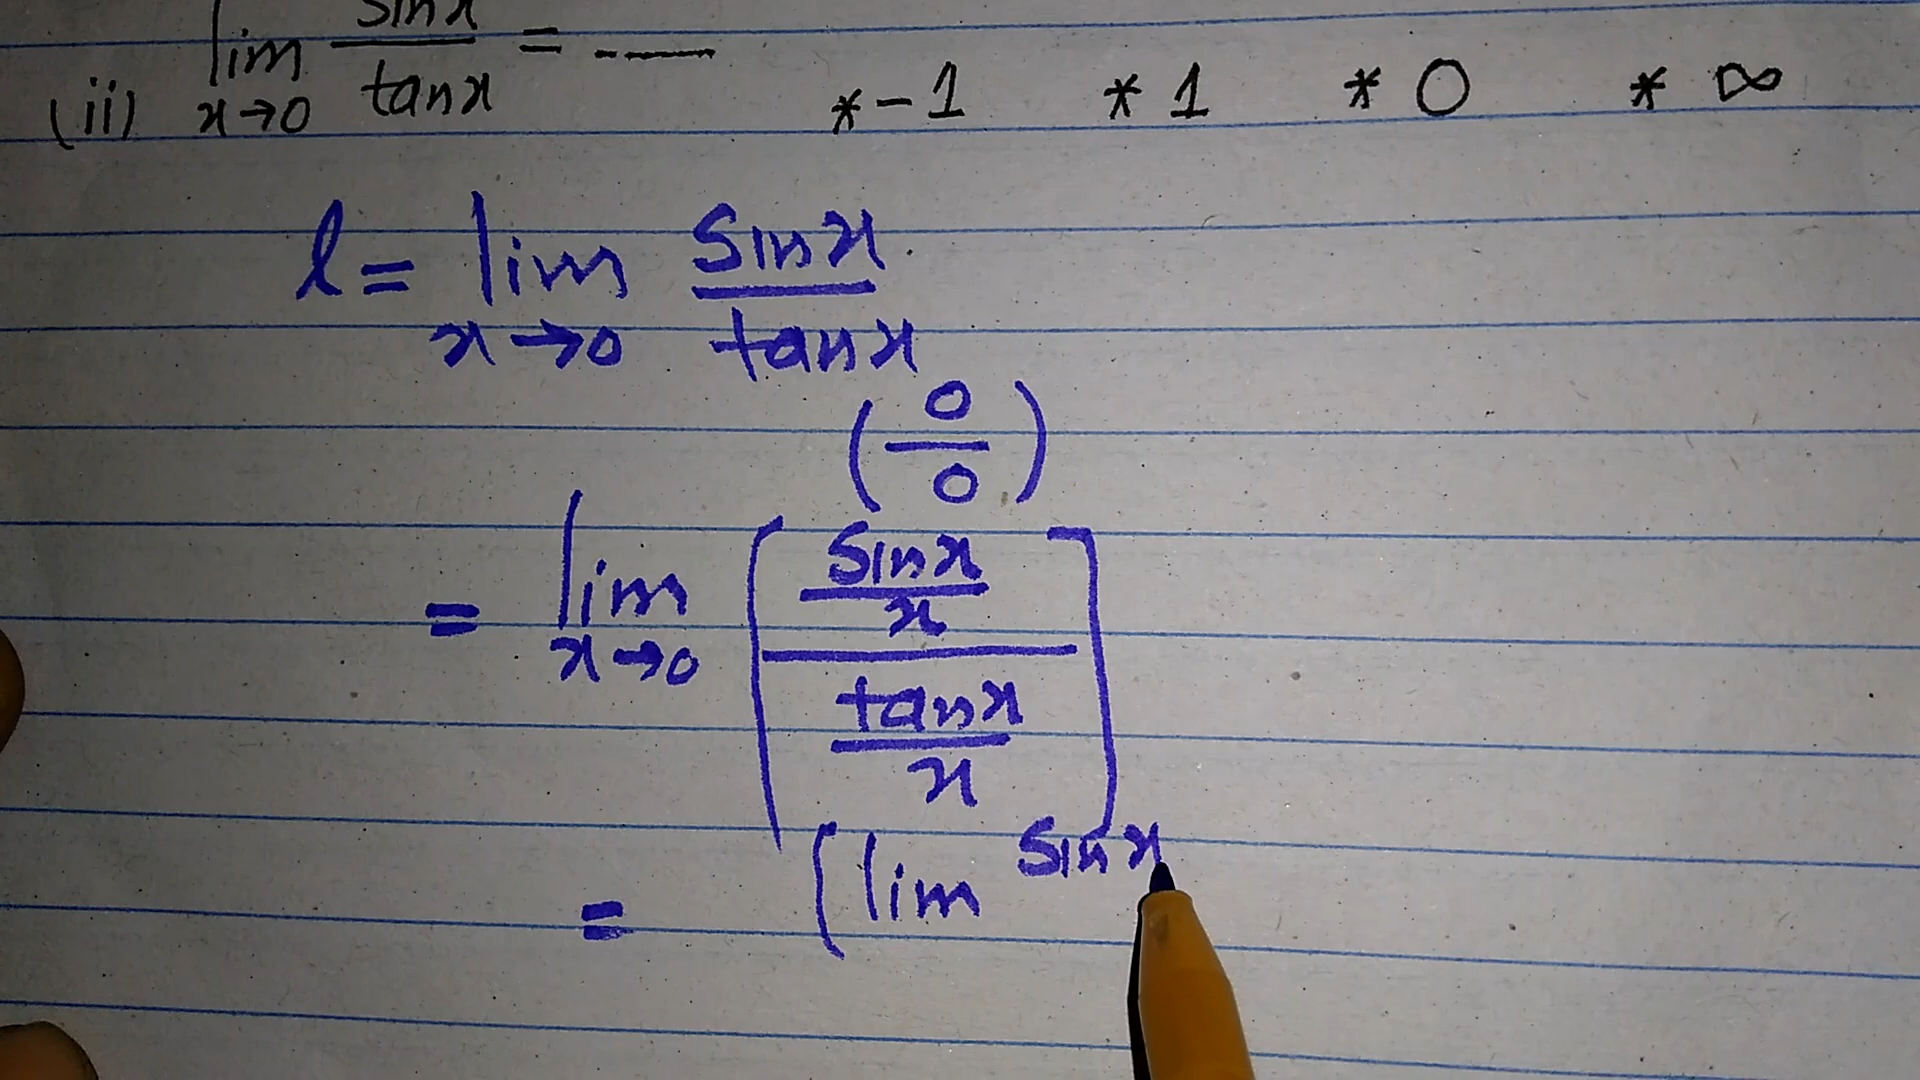 (ii) lim x→0 sinx/tanx = ---- * -1 * 1 * 0 * ∞
l = lim x→0 sinx/tanx
(0/0)
= lim x→0 [ (sinx/x) / (tanx/x) ]
= [ lim sinx